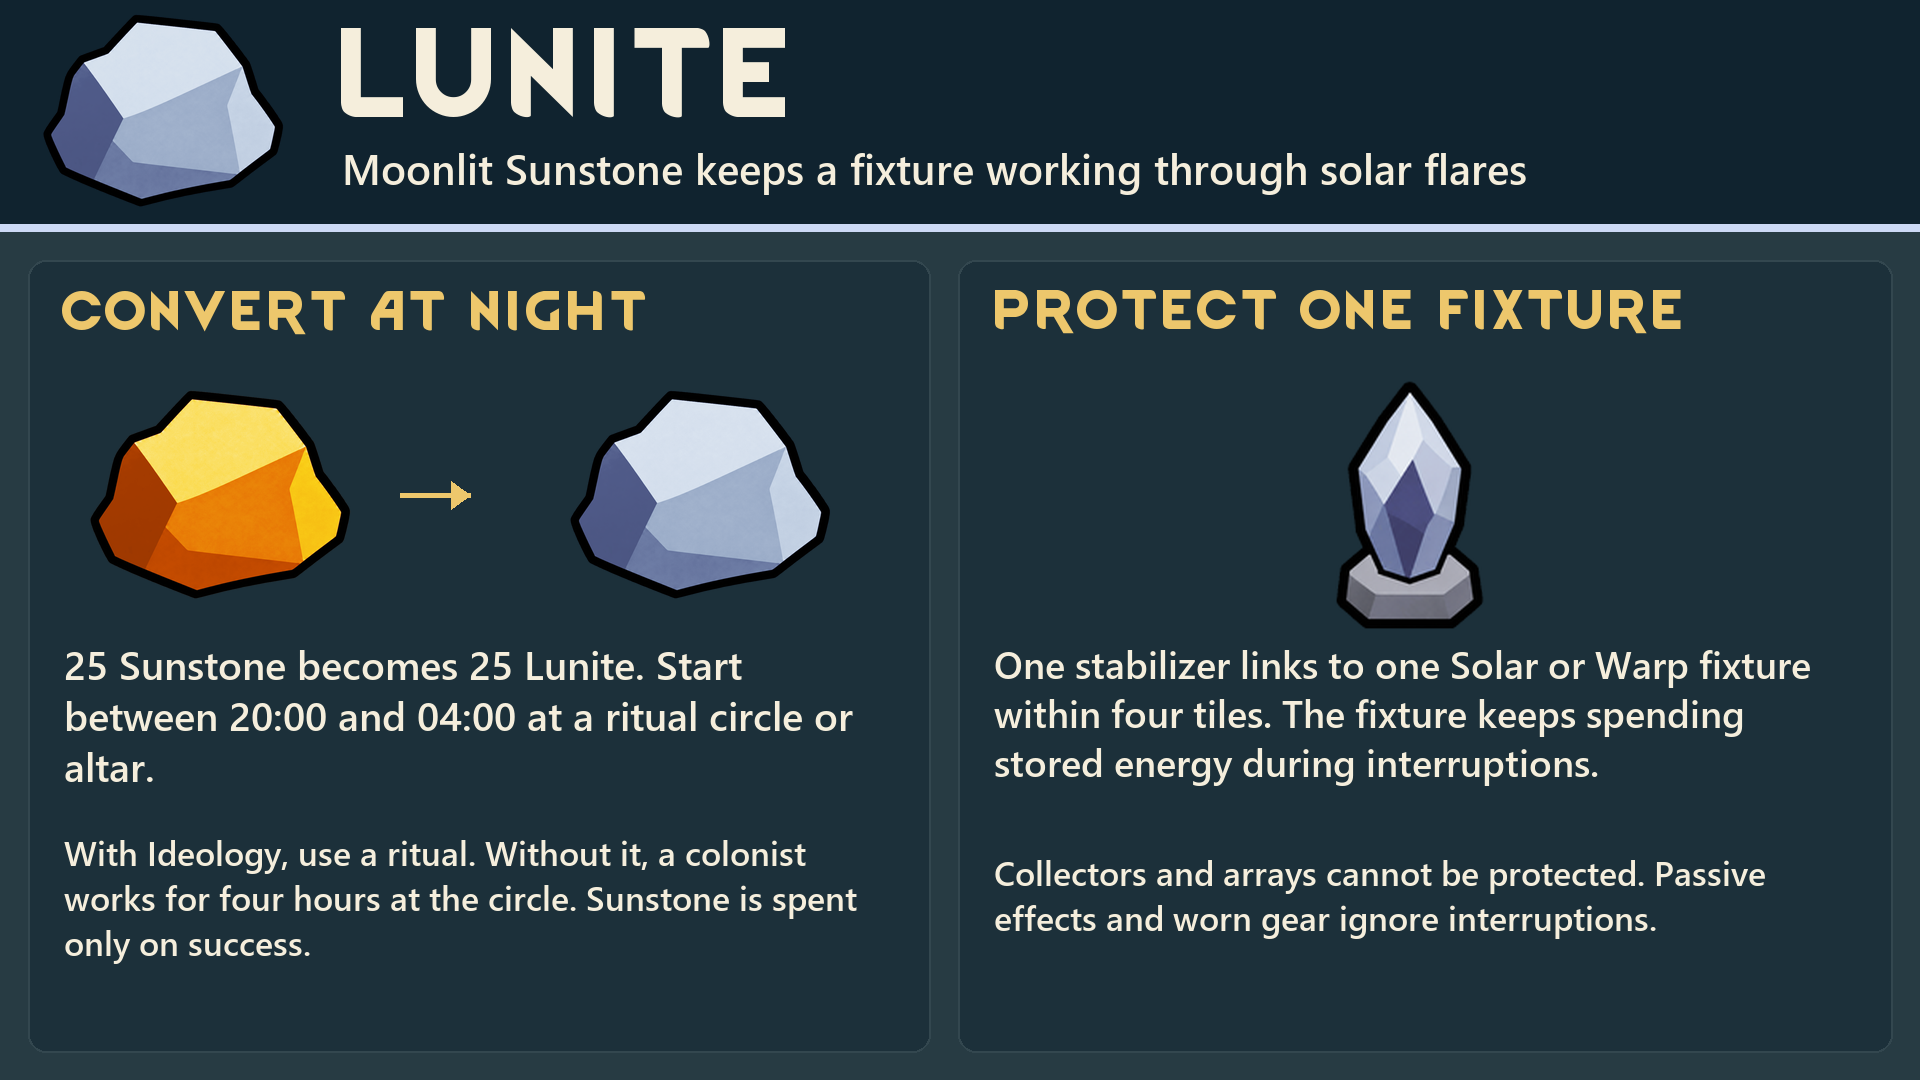 LUNITE
Moonlit Sunstone keeps a fixture working through solar flares
CONVERT AT NIGHT
25 Sunstone becomes 25 Lunite. Start
between 20:00 and 04:00 at a ritual circle or
altar.
With Ideology, use a ritual. Without it, a colonist
works for four hours at the circle. Sunstone is spent
only on success.
PROTECT ONE FIXTURE
One stabilizer links to one Solar or Warp fixture
within four tiles. The fixture keeps spending
stored energy during interruptions.
Collectors and arrays cannot be protected. Passive
effects and worn gear ignore interruptions.